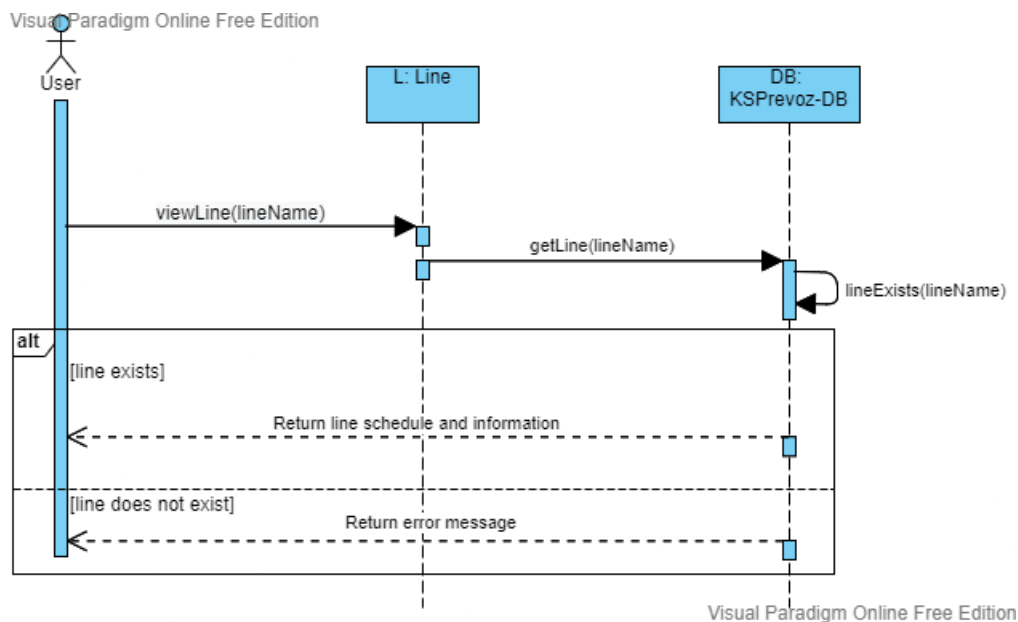 Visual Paradigm Online Free Edition
User
L: Line
DB:
KSPrevoz-DB
viewLine(lineName)
getLine(lineName)
lineExists(lineName)
alt
[line exists]
Return line schedule and information
[line does not exist]
Return error message
Visual Paradigm Online Free Edition